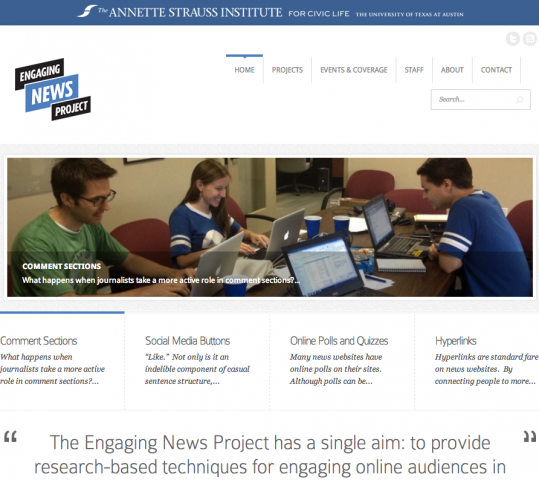 The ANNETTE STRAUSS INSTITUTE FOR CIVIC LIFE THE UNIVERSITY OF TEXAS AT AUSTIN
ENGAGING
NEWS
PROJECT
HOME PROJECTS EVENTS & COVERAGE STAFF ABOUT CONTACT
Search...
COMMENT SECTIONS
What happens when journalists take a more active role in comment sections?...
Comment Sections
What happens when
journalists take a more active
role in comment sections?...
Social Media Buttons
"Like." Not only is it an
indelible component of casual
sentence structure,...
Online Polls and Quizzes
Many news websites have
online polls on their sites.
Although polls can be...
Hyperlinks
Hyperlinks are standard fare
on news websites. By
connecting people to more...
“ The Engaging News Project has a single aim: to provide ”
research-based techniques for engaging online audiences in